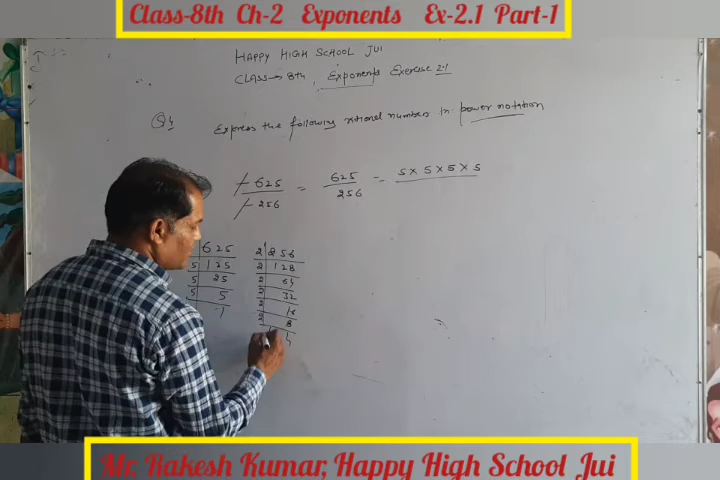 Class-8th Ch-2 Exponents Ex-2.1 Part-1
HAPPY HIGH SCHOOL JUI
CLASS→ 8th, Exponents Exercise 2.1
Q4 Express the following rational number in power notation
-625/-256 = 625/256 = 5×5×5×5
625
5 125
5 25
5 5
1
2 256
2 128
2 64
2 32
2 16
2 8
4
Mr. Rakesh Kumar, Happy High School Jui